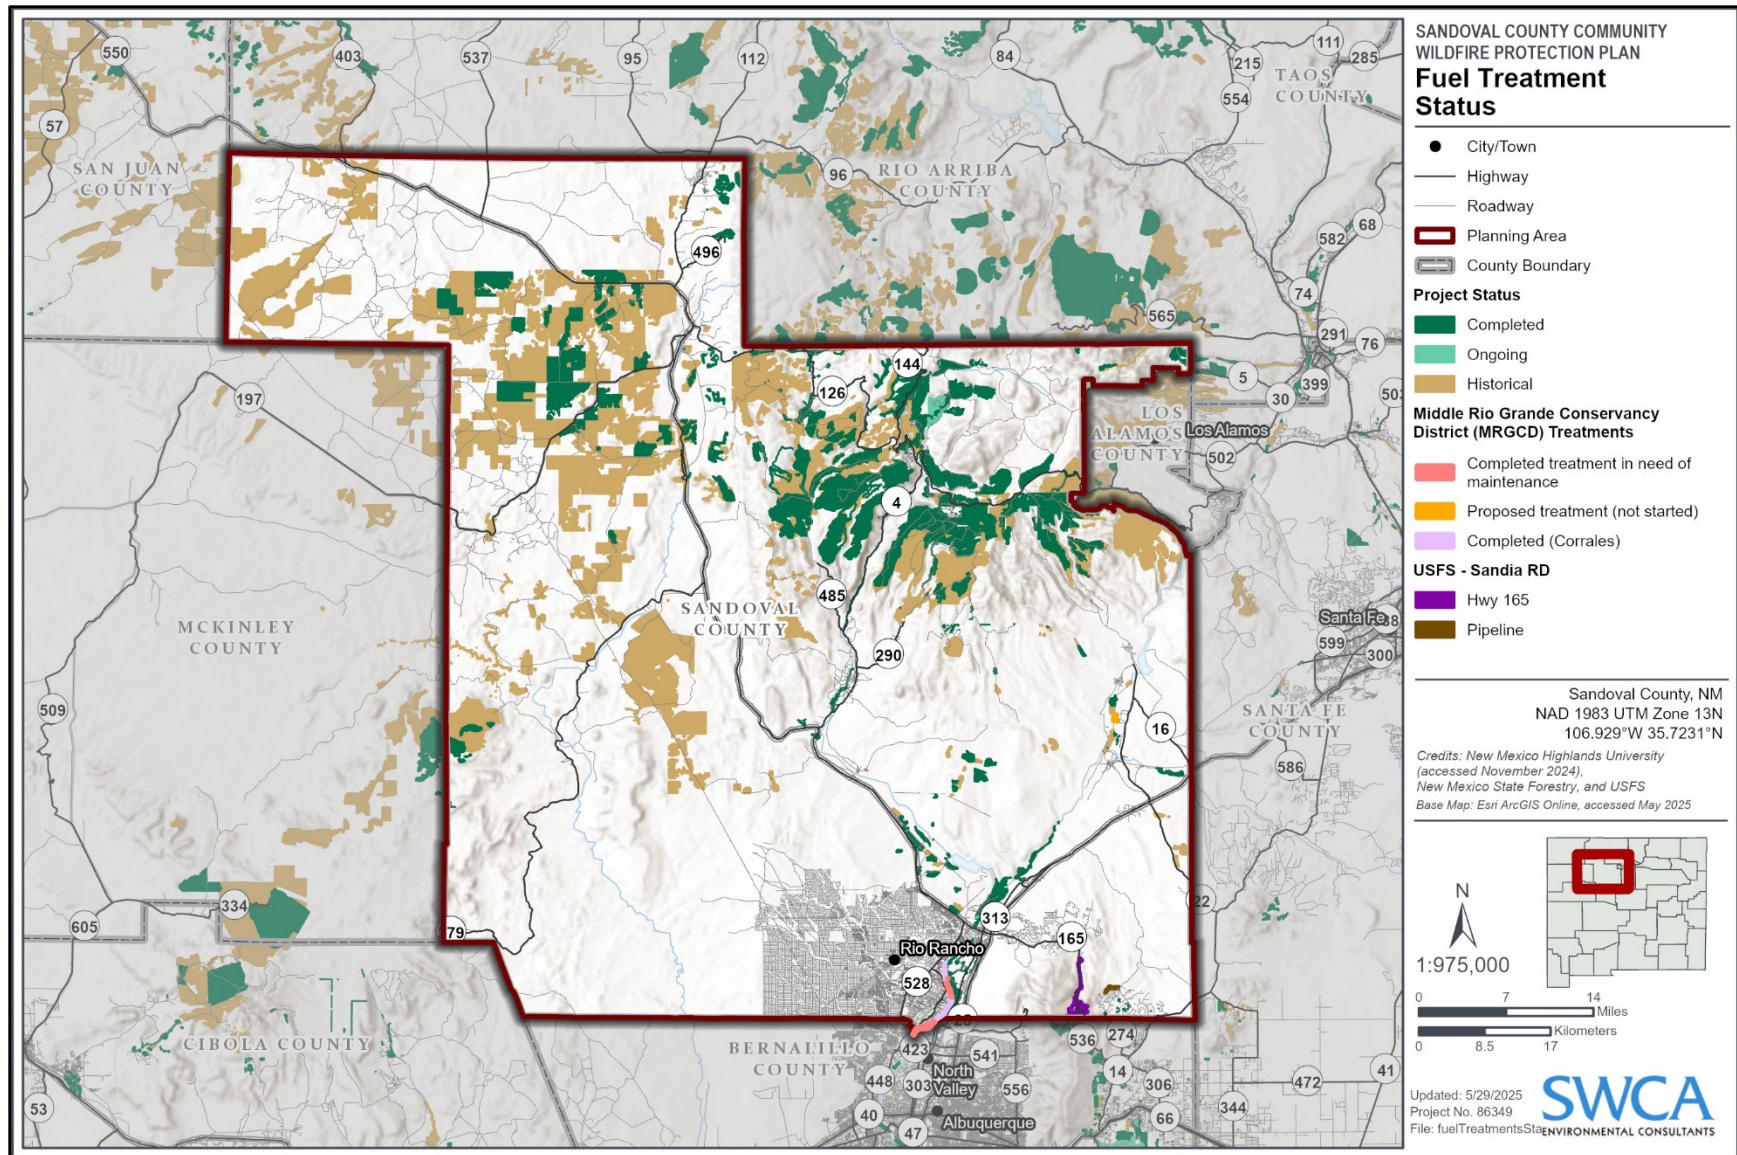 SANDOVAL COUNTY COMMUNITY
WILDFIRE PROTECTION PLAN
Fuel Treatment
Status
City/Town
Highway
Roadway
Planning Area
County Boundary
Project Status
Completed
Ongoing
Historical
Middle Rio Grande Conservancy
District (MRGCD) Treatments
Completed treatment in need of
maintenance
Proposed treatment (not started)
Completed (Corrales)
USFS - Sandia RD
Hwy 165
Pipeline
Sandoval County, NM
NAD 1983 UTM Zone 13N
106.929°W 35.7231°N
Credits: New Mexico Highlands University
(accessed November 2024),
New Mexico State Forestry, and USFS
Base Map: Esri ArcGIS Online, accessed May 2025
N
1:975,000
0 7 14
Miles
Kilometers
0 8.5 17
Updated: 5/29/2025
Project No. 86349
File: fuelTreatmentsSta
SWCA
ENVIRONMENTAL CONSULTANTS
550
403
537
95
112
84
111
285
215
554
TAOS
COUNTY
57
SAN JUAN
COUNTY
96
RIO ARRIBA
COUNTY
68
582
496
74
565
291
76
144
5
399
30
503
126
197
LOS
ALAMOS
COUNTY
Los Alamos
502
4
485
SANDOVAL
COUNTY
MCKINLEY
COUNTY
290
Santa Fe
599
300
509
16
SANTA FE
COUNTY
586
334
605
79
313
22
165
Rio Rancho
528
25
CIBOLA COUNTY
BERNALILLO
COUNTY
423
541
536
274
North
Valley
448
303
556
14
306
472
41
53
40
47
Albuquerque
66
344